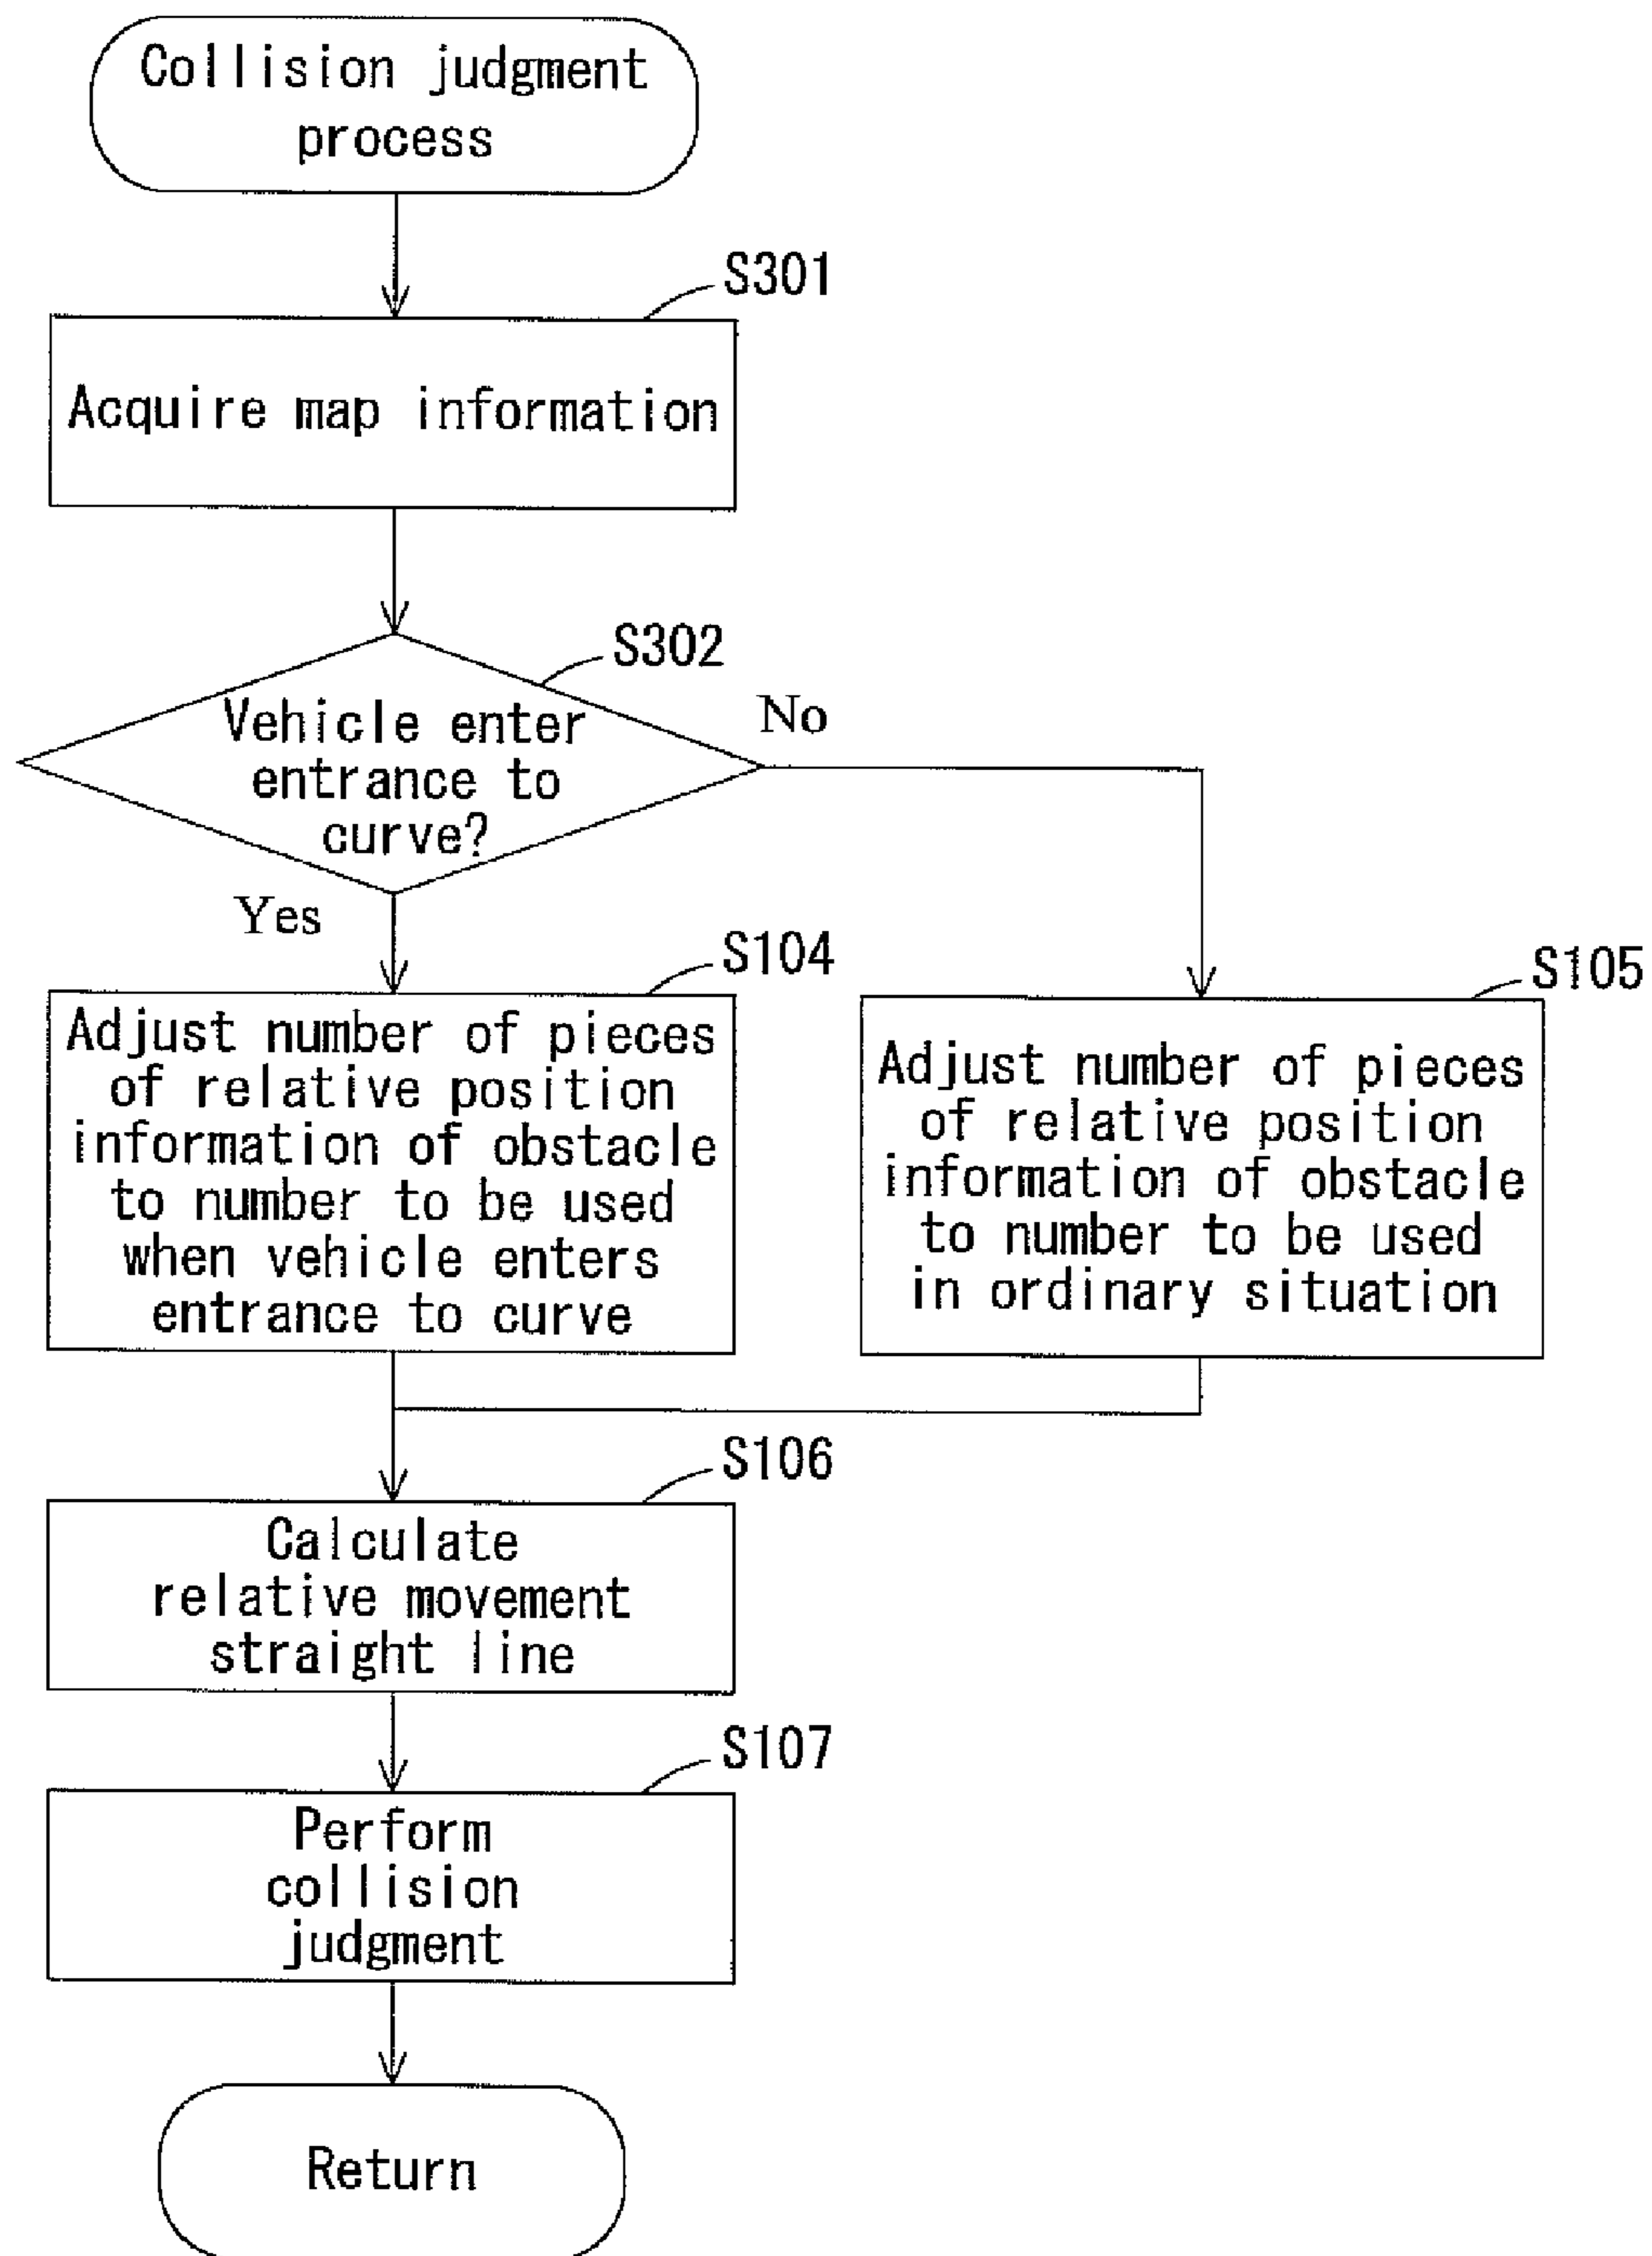 Collision judgment
process
S301
Acquire map information
S302
Vehicle enter
entrance to
curve?
No
Yes
S104
Adjust number of pieces
of relative position
information of obstacle
to number to be used
when vehicle enters
entrance to curve
S105
Adjust number of pieces
of relative position
information of obstacle
to number to be used
in ordinary situation
S106
Calculate
relative movement
straight line
S107
Perform
collision
judgment
Return